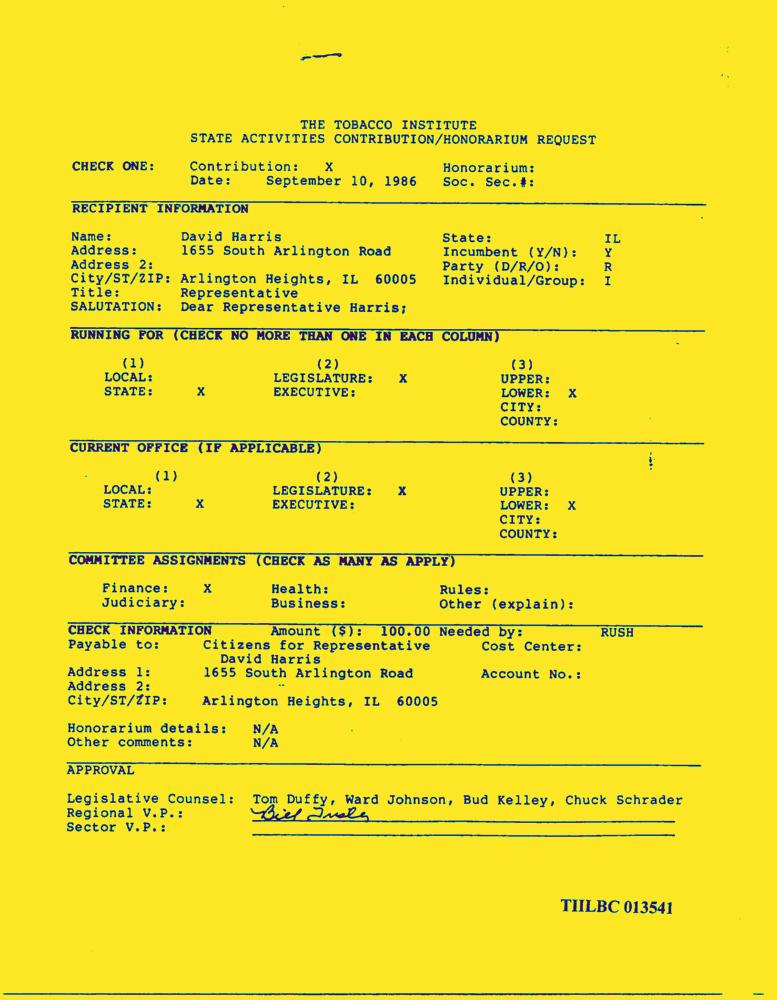 THE TOBACCO INSTITUTE
STATE ACTIVITIES CONTRIBUTION/HONORARIUM REQUEST
CHECK ONE: Contribution: X Honorarium:
Date: September 10, 1986 Soc. Sec.#:
RECIPIENT INFORMATION
Name: David Harris State: IL
Address: 1655 South Arlington Road Incumbent (Y/N): Y
Address 2: Party (D/R/O): R
City/ST/ZIP: Arlington Heights, IL 60005 Individual/Group: I
Title: Representative
SALUTATION: Dear Representative Harris;
RUNNING FOR (CHECK NO MORE THAN ONE IN EACH COLUMN)
(1) (2) (3)
LOCAL: LEGISLATURE: X UPPER:
STATE: X EXECUTIVE: LOWER: X
CITY:
COUNTY:
CURRENT OFFICE (IF APPLICABLE)
(1) (2) (3)
LOCAL: LEGISLATURE: X UPPER:
STATE: X EXECUTIVE: LOWER: X
CITY:
COUNTY:
COMMITTEE ASSIGNMENTS (CHECK AS MANY AS APPLY)
Finance: X Health: Rules:
Judiciary: Business: Other (explain):
CHECK INFORMATION Amount ($): 100.00 Needed by: RUSH
Payable to: Citizens for Representative Cost Center:
David Harris
Address 1: 1655 South Arlington Road Account No.:
Address 2:
City/ST/ZIP: Arlington Heights, IL 60005
Honorarium details: N/A
Other comments: N/A
APPROVAL
Legislative Counsel: Tom Duffy, Ward Johnson, Bud Kelley, Chuck Schrader
Regional V.P.: Bill
Sector V.P.:
TIILBC 013541